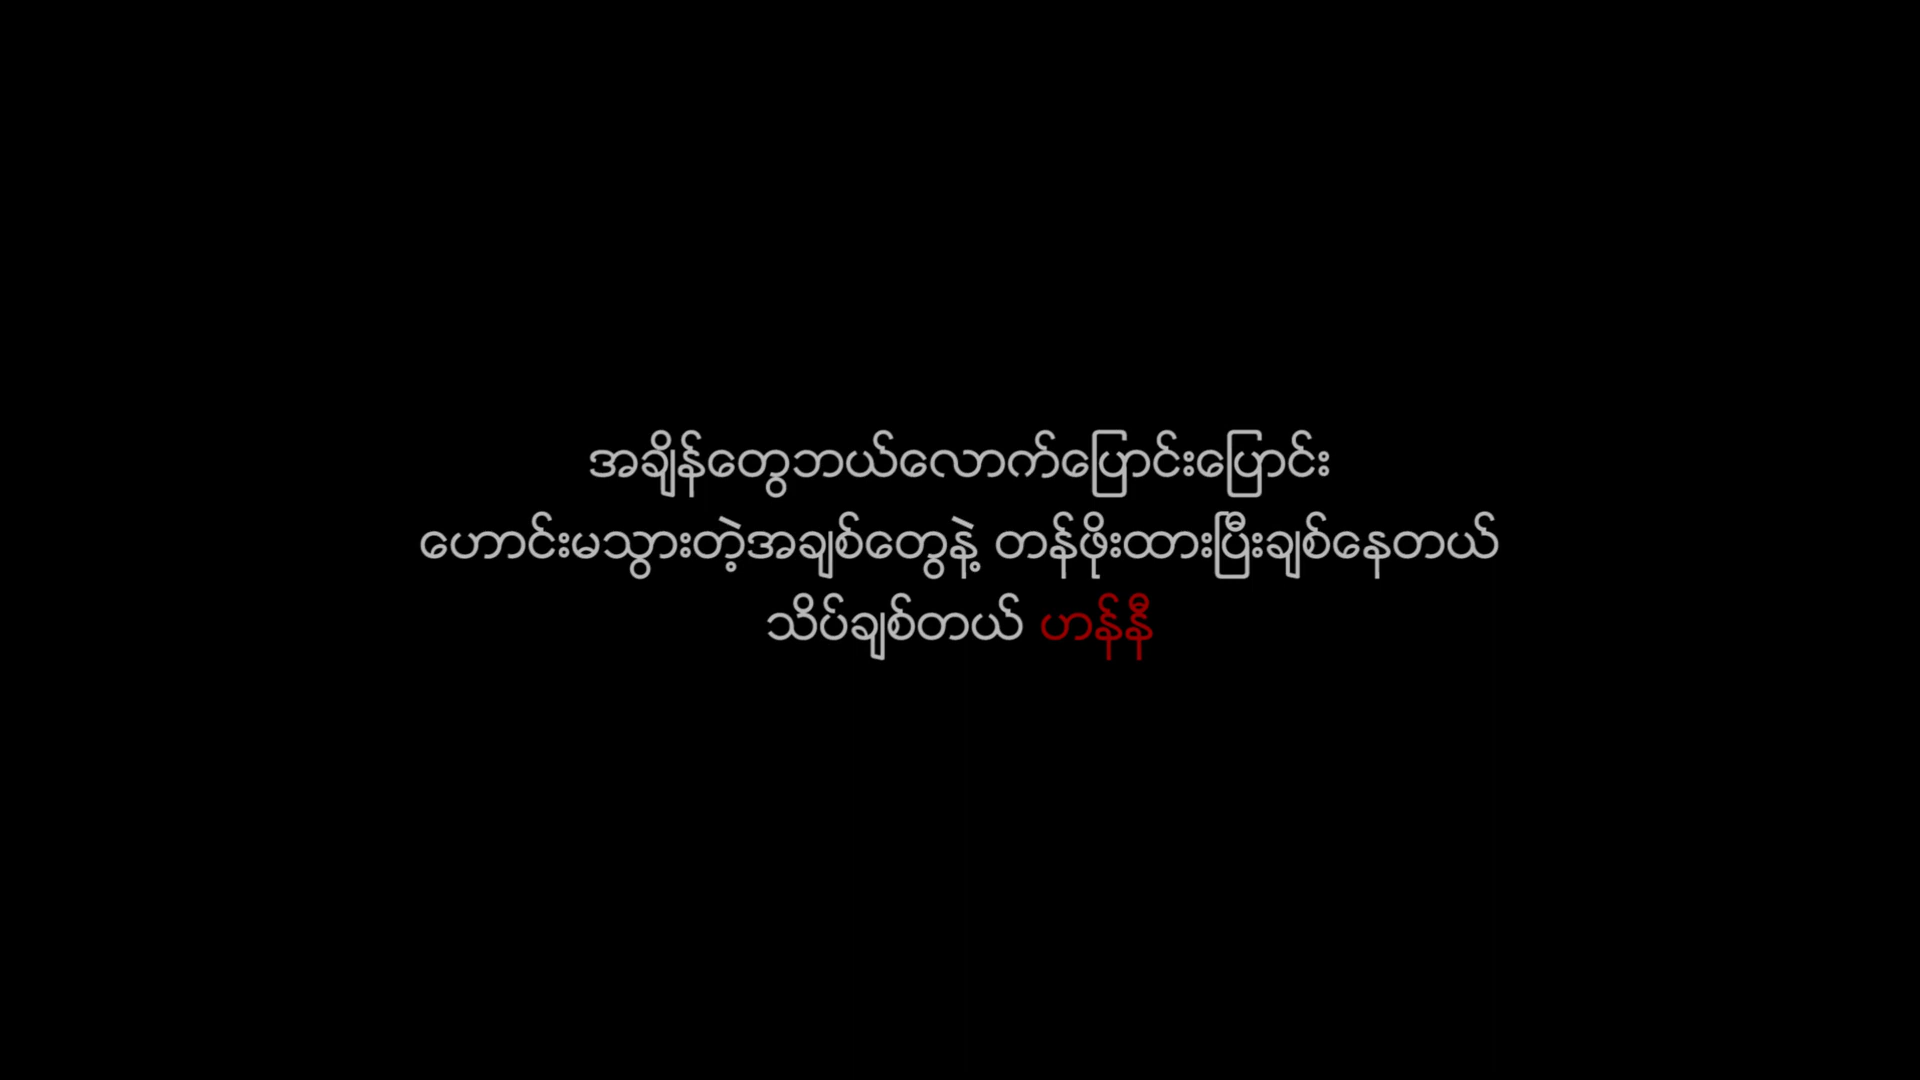 အချိန်တွေဘယ်လောက်ပြောင်းပြောင်း
ဟောင်းမသွားတဲ့အချစ်တွေနဲ့ တန်ဖိုးထားပြီးချစ်နေတယ်
သိပ်ချစ်တယ် ဟန်နီ